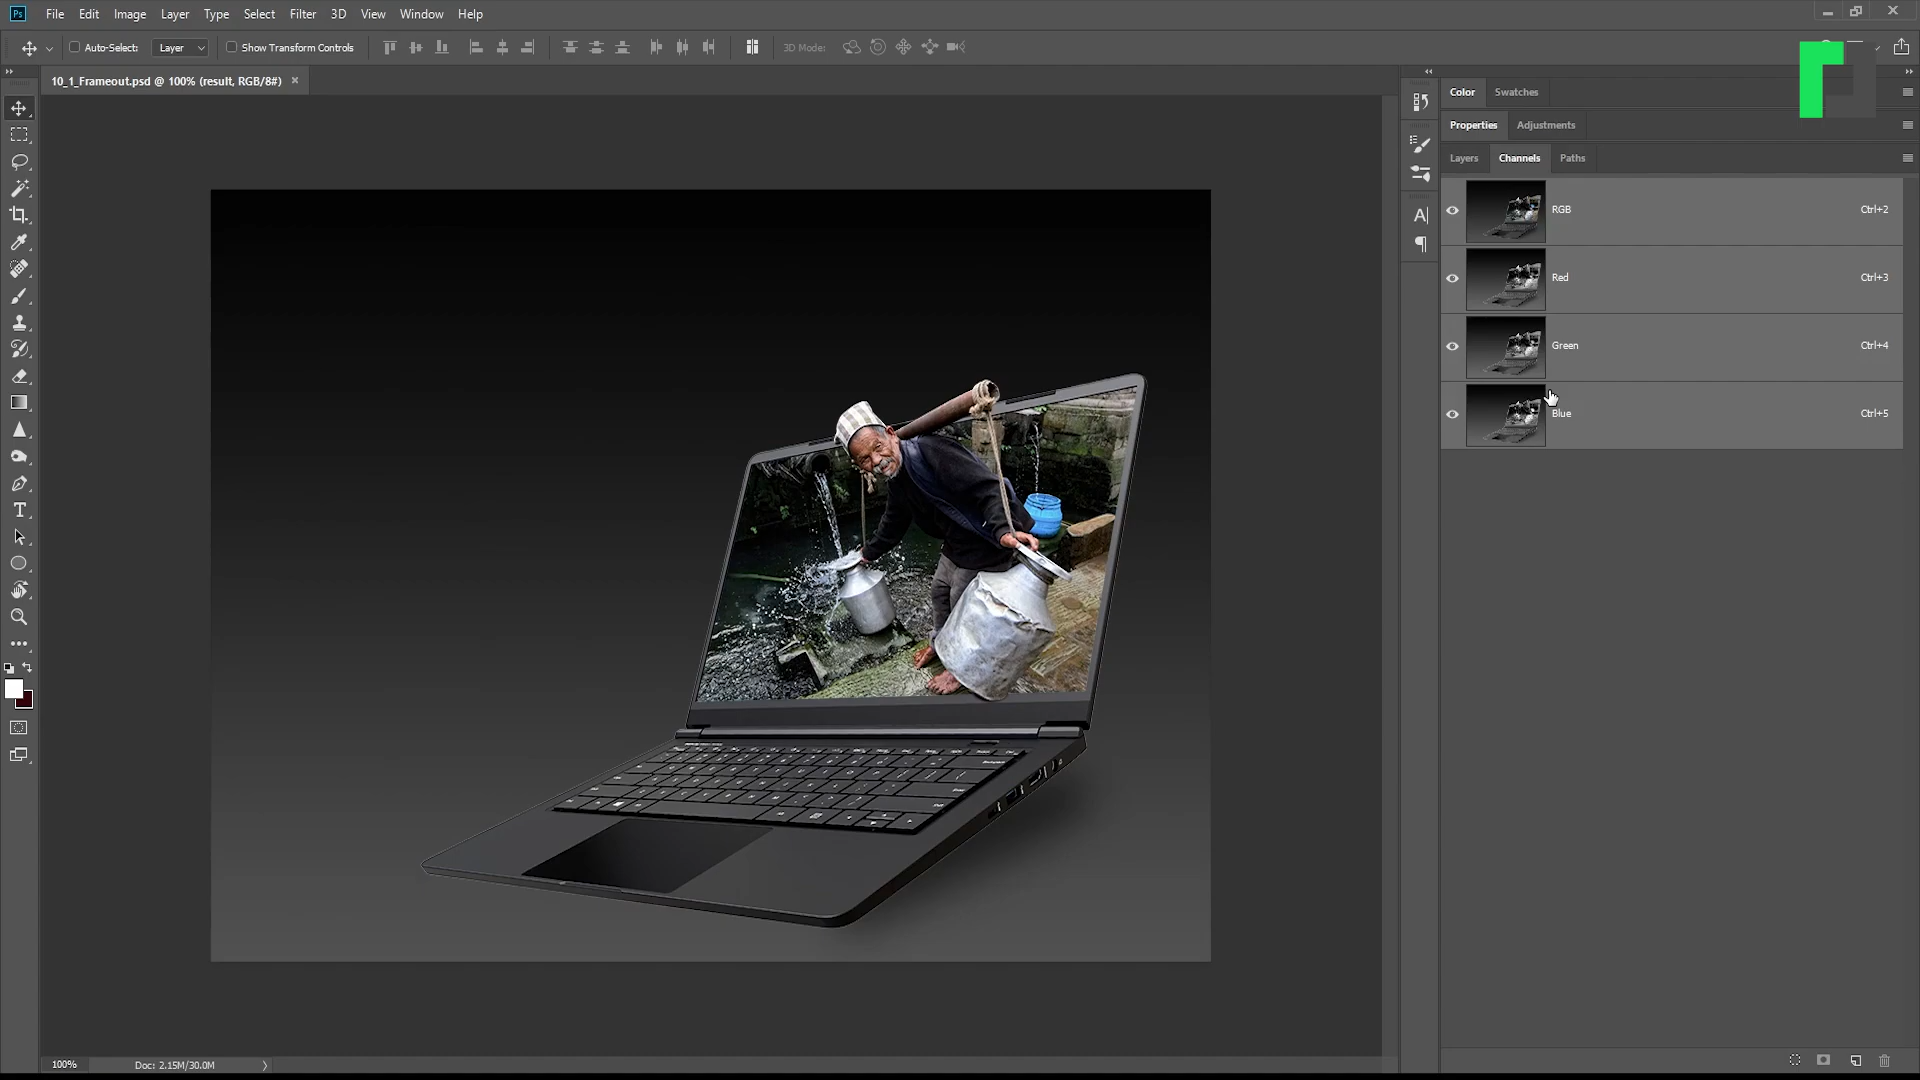 Ps File Edit Image Layer Type Select Filter 3D View Window Help
Auto-Select: Layer Show Transform Controls 3D Mode:
10_1_Frameout.psd @ 100% (result, RGB/8#) ×
Color Swatches
Properties Adjustments
Layers Channels Paths
RGB Ctrl+2
Red Ctrl+3
Green Ctrl+4
Blue Ctrl+5
100% Doc: 2.15M/30.0M